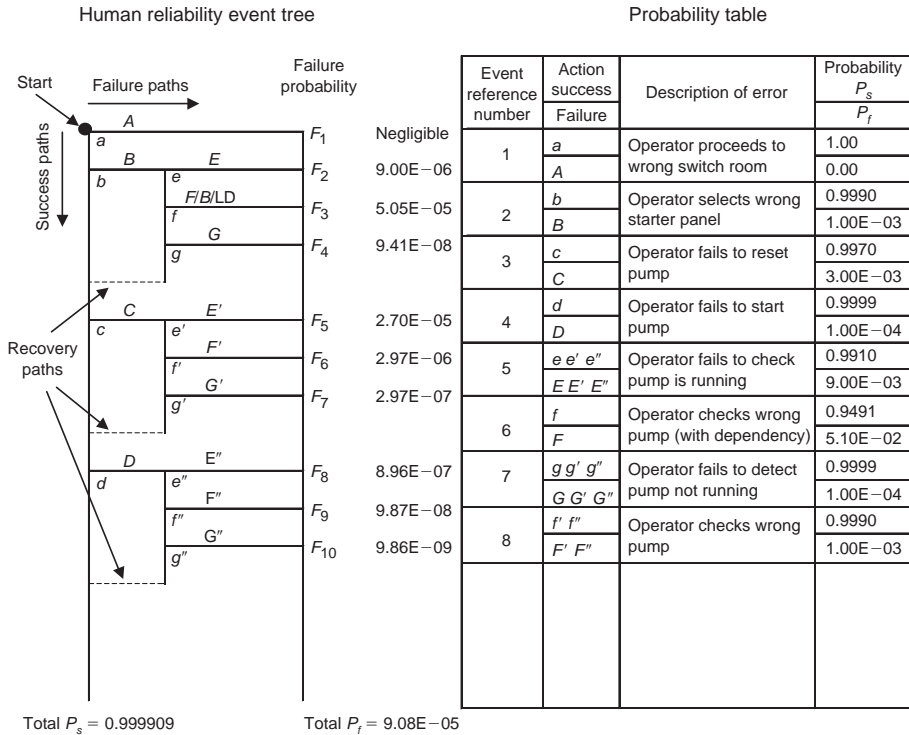 Human reliability event tree
Probability table
Start
Failure paths
Failure
probability
Success paths
A
a
F1
Negligible
B
E
F2
9.00E−06
b
e
F/B/LD
F3
5.05E−05
f
G
F4
9.41E−08
g
C
E′
F5
2.70E−05
c
e′
Recovery
paths
F′
F6
2.97E−06
f′
G′
F7
2.97E−07
g′
D
E″
F8
8.96E−07
d
e″
F″
F9
9.87E−08
f″
G″
F10
9.86E−09
g″
Total Ps = 0.999909
Total Pf = 9.08E−05
Event
reference
number
Action
success
Failure
Description of error
Probability
Ps
Pf
1
a
A
Operator proceeds to
wrong switch room
1.00
0.00
2
b
B
Operator selects wrong
starter panel
0.9990
1.00E−03
3
c
C
Operator fails to reset
pump
0.9970
3.00E−03
4
d
D
Operator fails to start
pump
0.9999
1.00E−04
5
e e′ e″
E E′ E″
Operator fails to check
pump is running
0.9910
9.00E−03
6
f
F
Operator checks wrong
pump (with dependency)
0.9491
5.10E−02
7
g g′ g″
G G′ G″
Operator fails to detect
pump not running
0.9999
1.00E−04
8
f′ f″
F′ F″
Operator checks wrong
pump
0.9990
1.00E−03